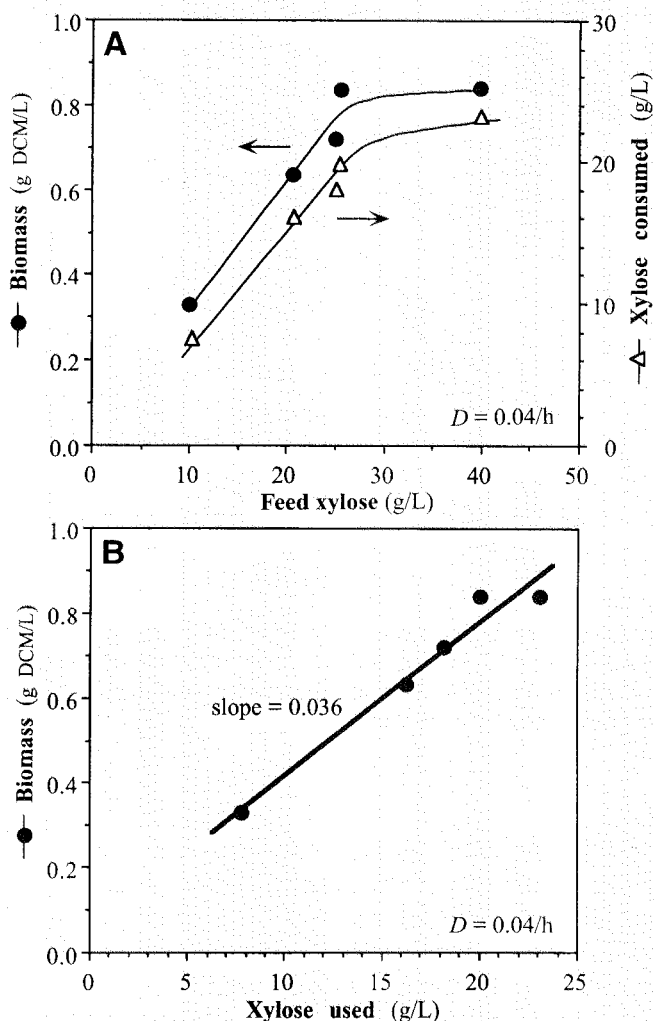 A
1.0
0.8
0.6
0.4
0.2
0.0
Biomass (g DCM/L)
30
20
10
0
Xylose consumed (g/L)
D = 0.04/h
0 10 20 30 40 50
Feed xylose (g/L)
B
1.0
0.8
0.6
0.4
0.2
0.0
Biomass (g DCM/L)
slope = 0.036
D = 0.04/h
0 5 10 15 20 25
Xylose used (g/L)